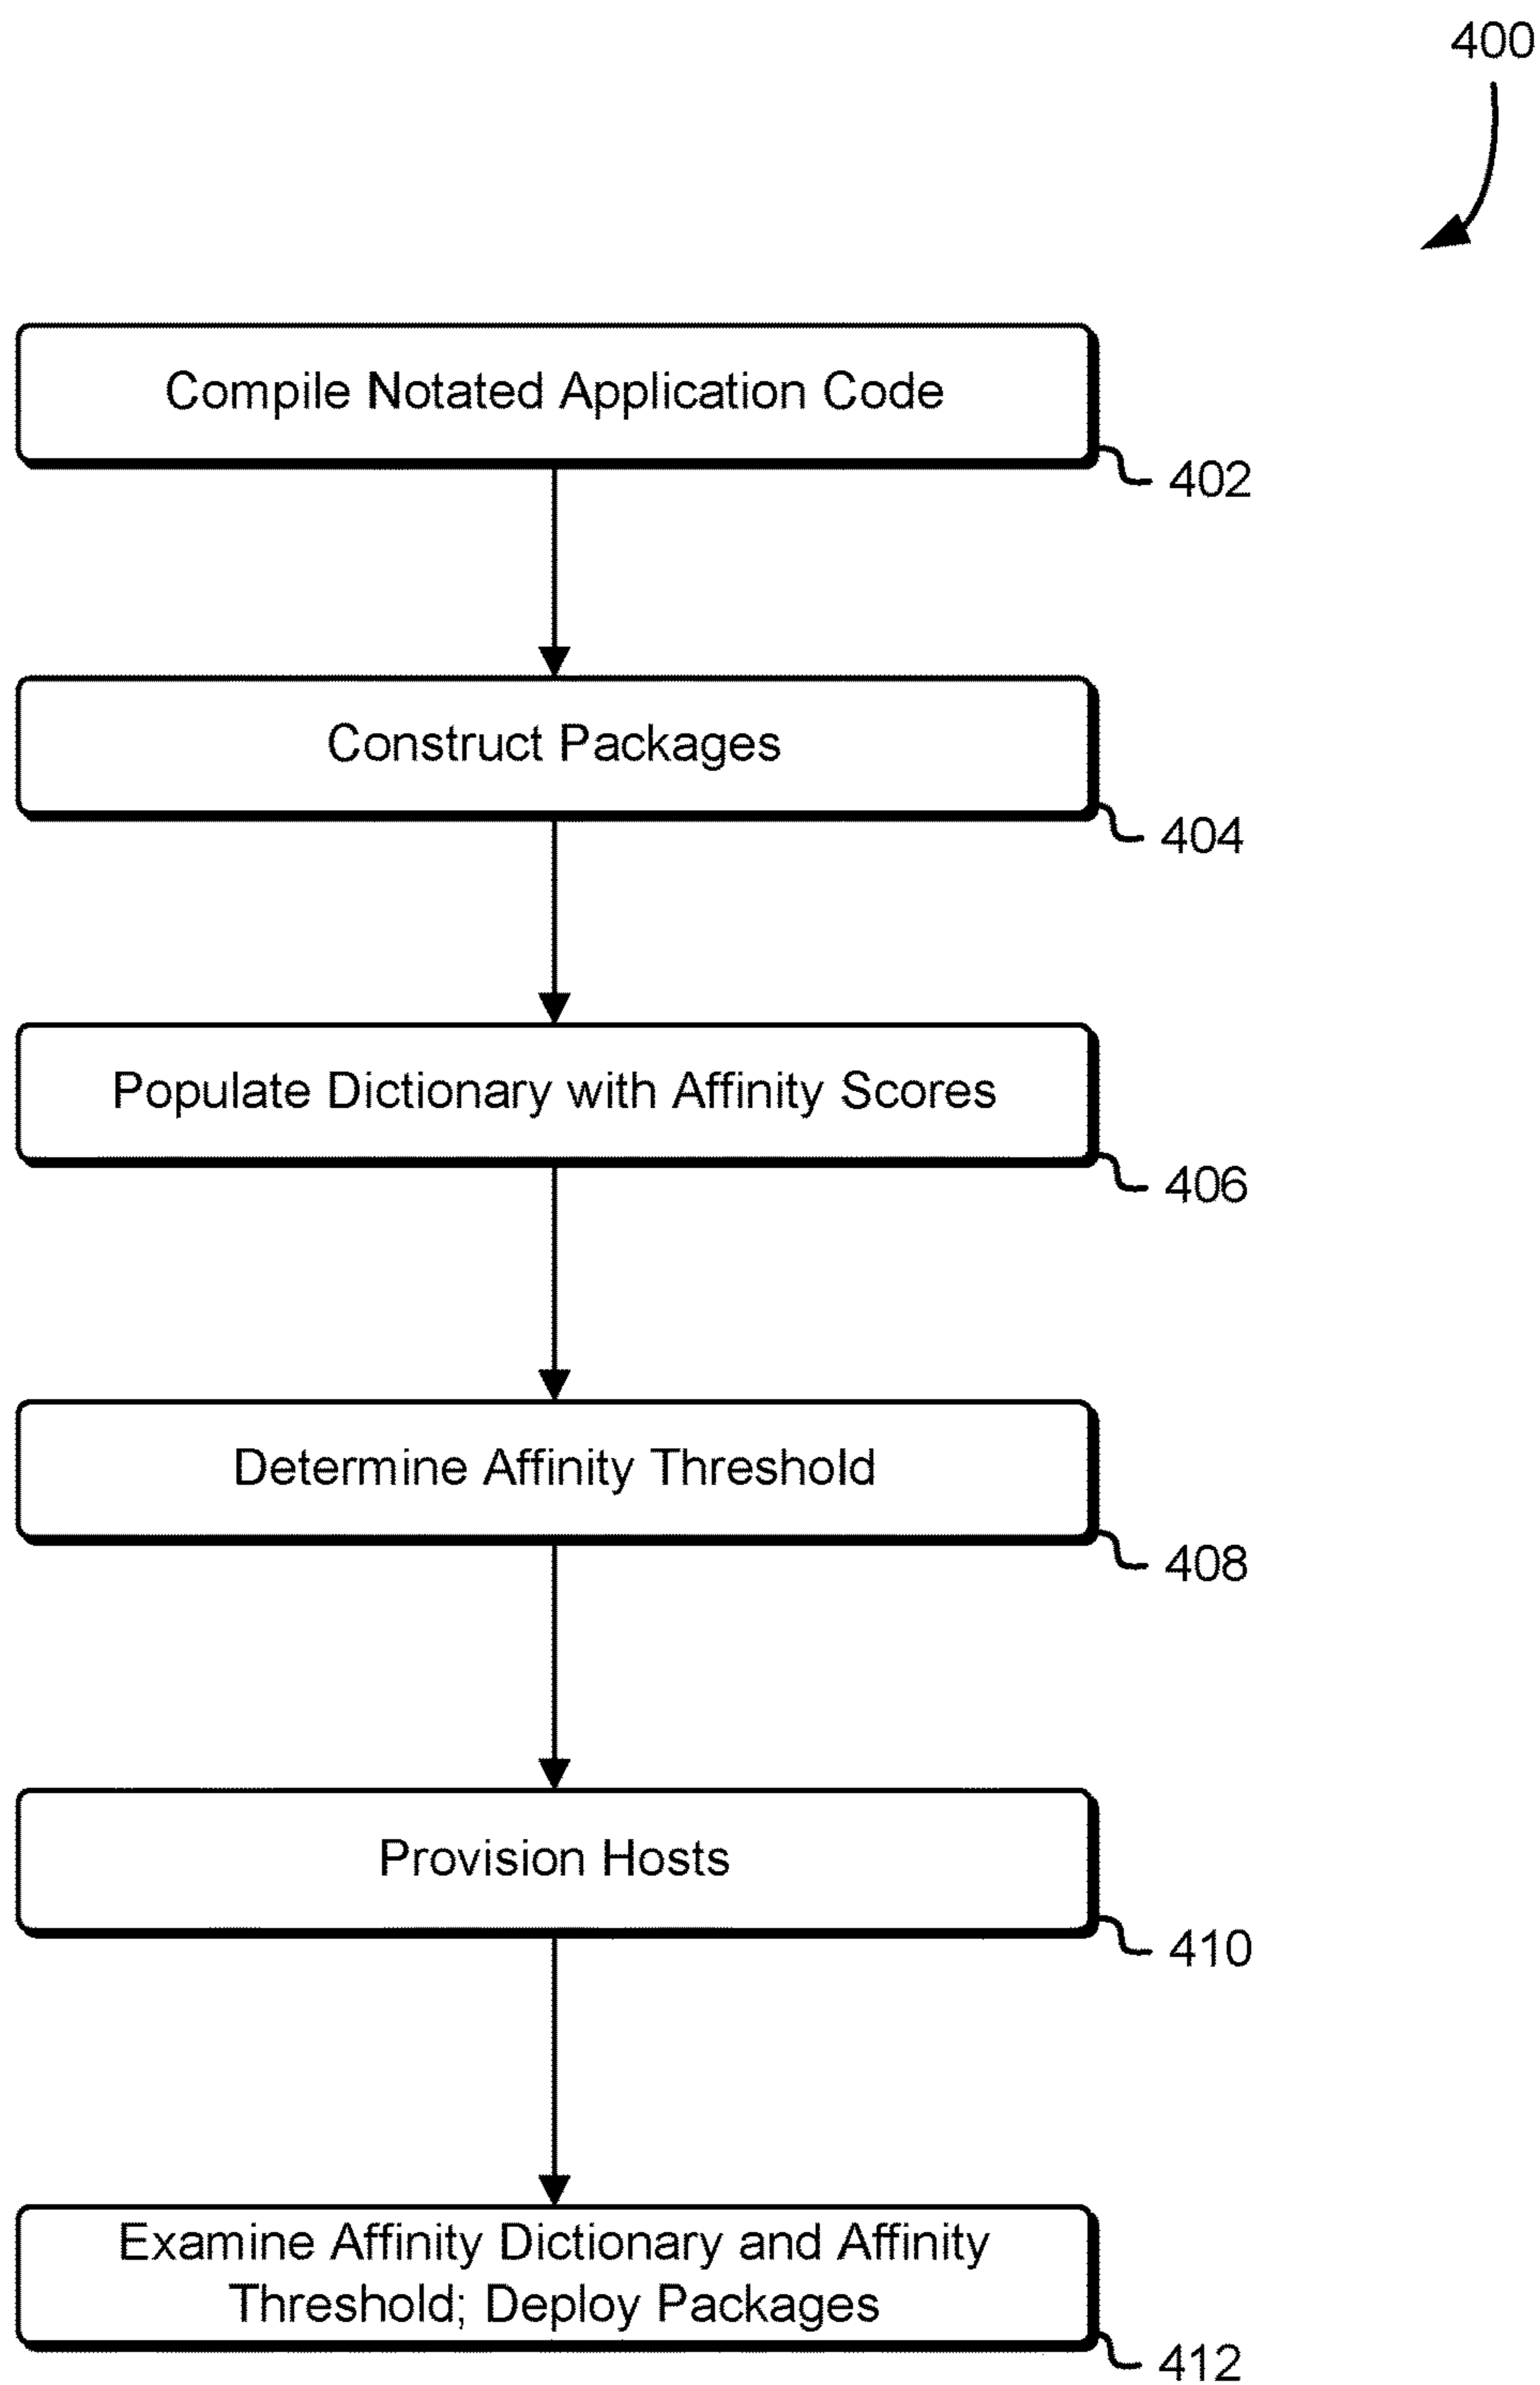 400
Compile Notated Application Code
402
Construct Packages
404
Populate Dictionary with Affinity Scores
406
Determine Affinity Threshold
408
Provision Hosts
410
Examine Affinity Dictionary and Affinity
Threshold; Deploy Packages
412